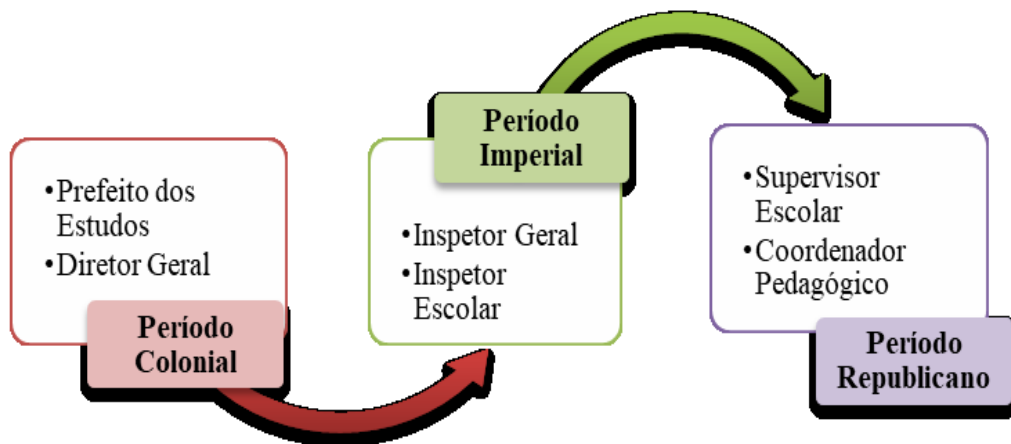 •Prefeito dos
Estudos
•Diretor Geral
Período
Colonial
Período
Imperial
•Inspetor Geral
•Inspetor
Escolar
•Supervisor
Escolar
•Coordenador
Pedagógico
Período
Republicano